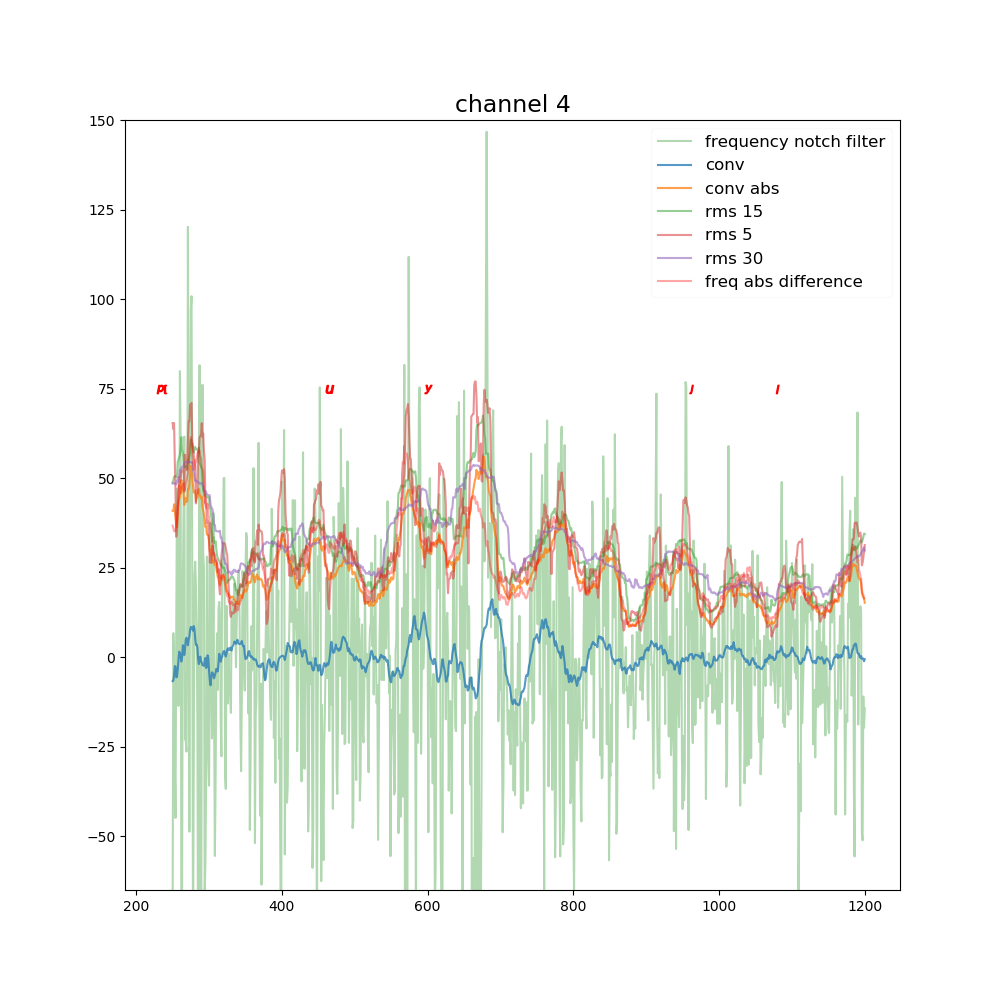 channel 4
150
125
100
75
50
25
0
−25
−50
frequency notch filter
conv
conv abs
rms 15
rms 5
rms 30
freq abs difference
u y
200 400 600 800 1000 1200